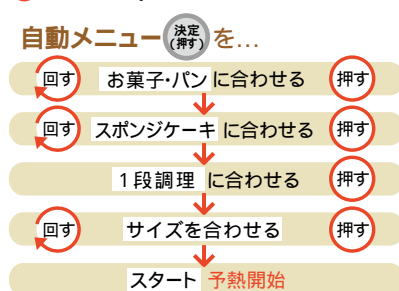 自動メニュー 決定(押す) を…
回す お菓子・パン に合わせる 押す
回す スポンジケーキ に合わせる 押す
1段調理 に合わせる 押す
回す サイズを合わせる 押す
スタート 予熱開始